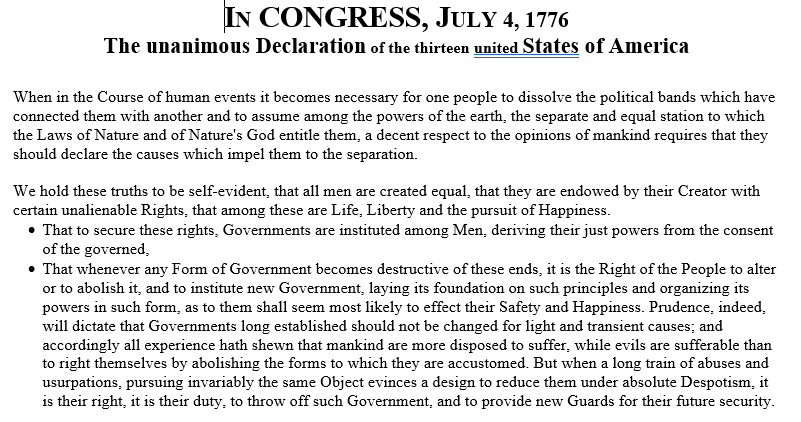 IN CONGRESS, JULY 4, 1776
The unanimous Declaration of the thirteen united States of America
When in the Course of human events it becomes necessary for one people to dissolve the political bands which have
connected them with another and to assume among the powers of the earth, the separate and equal station to which
the Laws of Nature and of Nature's God entitle them, a decent respect to the opinions of mankind requires that they
should declare the causes which impel them to the separation.
We hold these truths to be self-evident, that all men are created equal, that they are endowed by their Creator with
certain unalienable Rights, that among these are Life, Liberty and the pursuit of Happiness.
• That to secure these rights, Governments are instituted among Men, deriving their just powers from the consent
of the governed,
• That whenever any Form of Government becomes destructive of these ends, it is the Right of the People to alter
or to abolish it, and to institute new Government, laying its foundation on such principles and organizing its
powers in such form, as to them shall seem most likely to effect their Safety and Happiness. Prudence, indeed,
will dictate that Governments long established should not be changed for light and transient causes; and
accordingly all experience hath shewn that mankind are more disposed to suffer, while evils are sufferable than
to right themselves by abolishing the forms to which they are accustomed. But when a long train of abuses and
usurpations, pursuing invariably the same Object evinces a design to reduce them under absolute Despotism, it
is their right, it is their duty, to throw off such Government, and to provide new Guards for their future security.